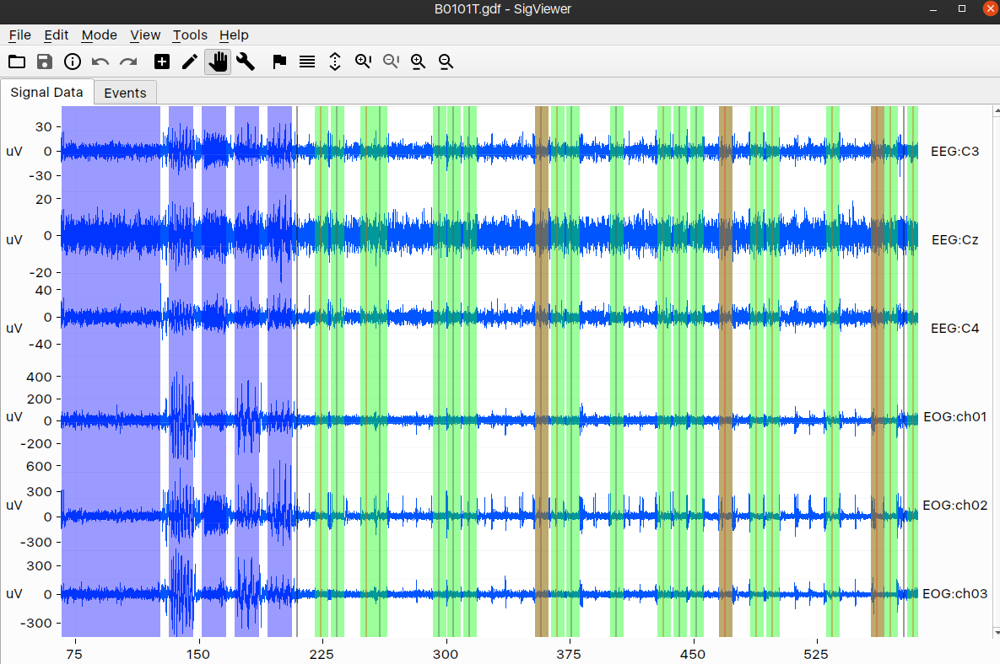 B0101T.gdf - SigViewer
File Edit Mode View Tools Help
Signal Data Events
30
uV 0 EEG:C3
-30
20
0
uV EEG:Cz
-20
40
0
uV EEG:C4
-40
400
200
uV EOG:ch01
0
-200
600
300
uV EOG:ch02
0
-300
300
uV 0 EOG:ch03
-300
75 150 225 300 375 450 525